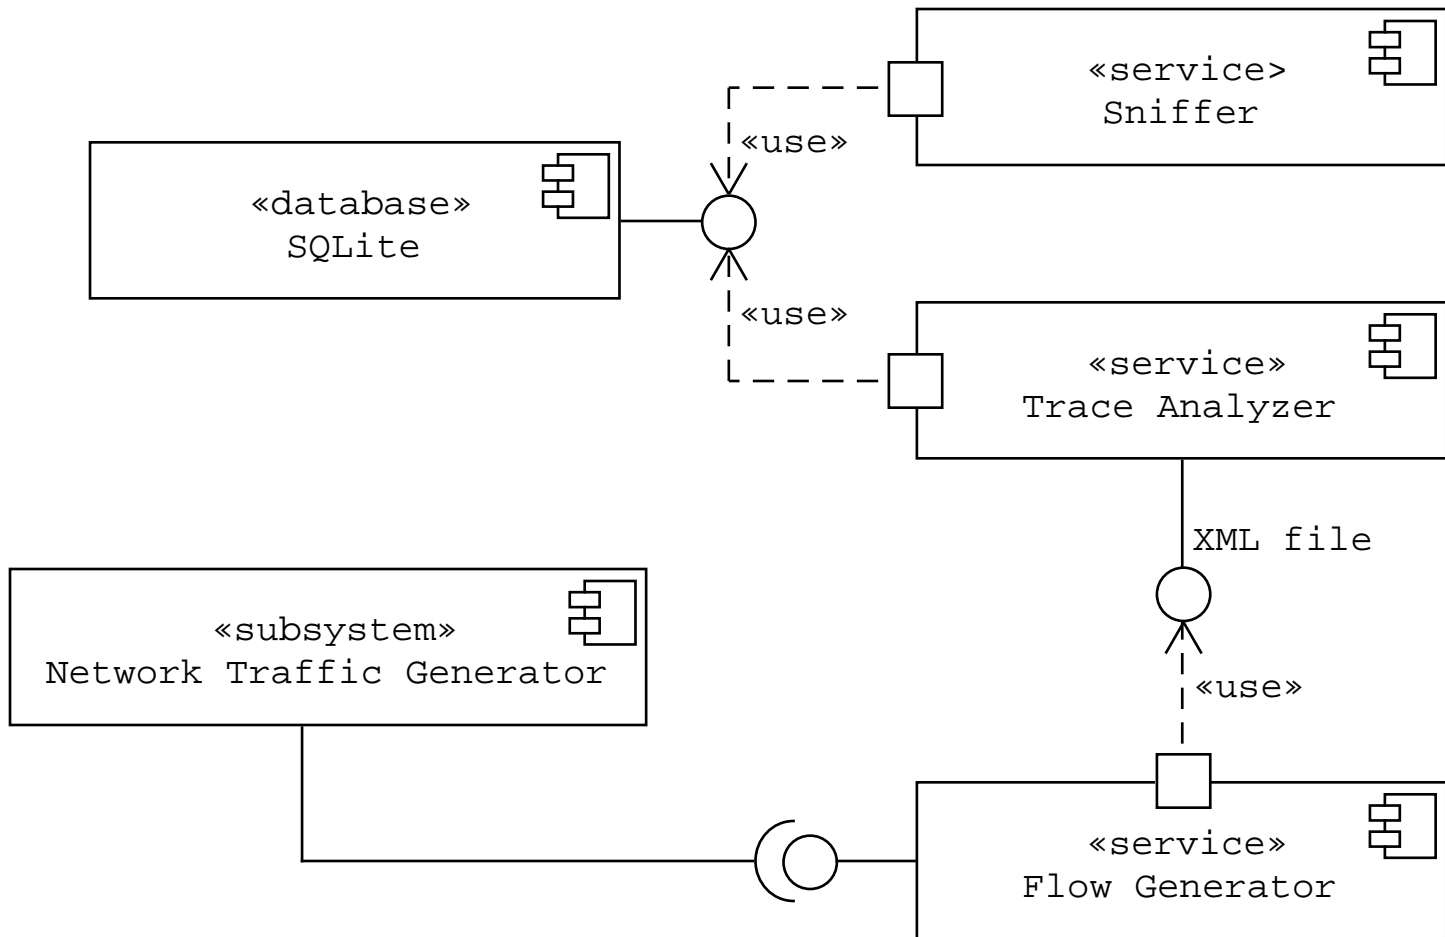 «service>
Sniffer
«use»
«database»
SQLite
«use»
«service»
Trace Analyzer
XML file
«subsystem»
Network Traffic Generator
«use»
«service»
Flow Generator